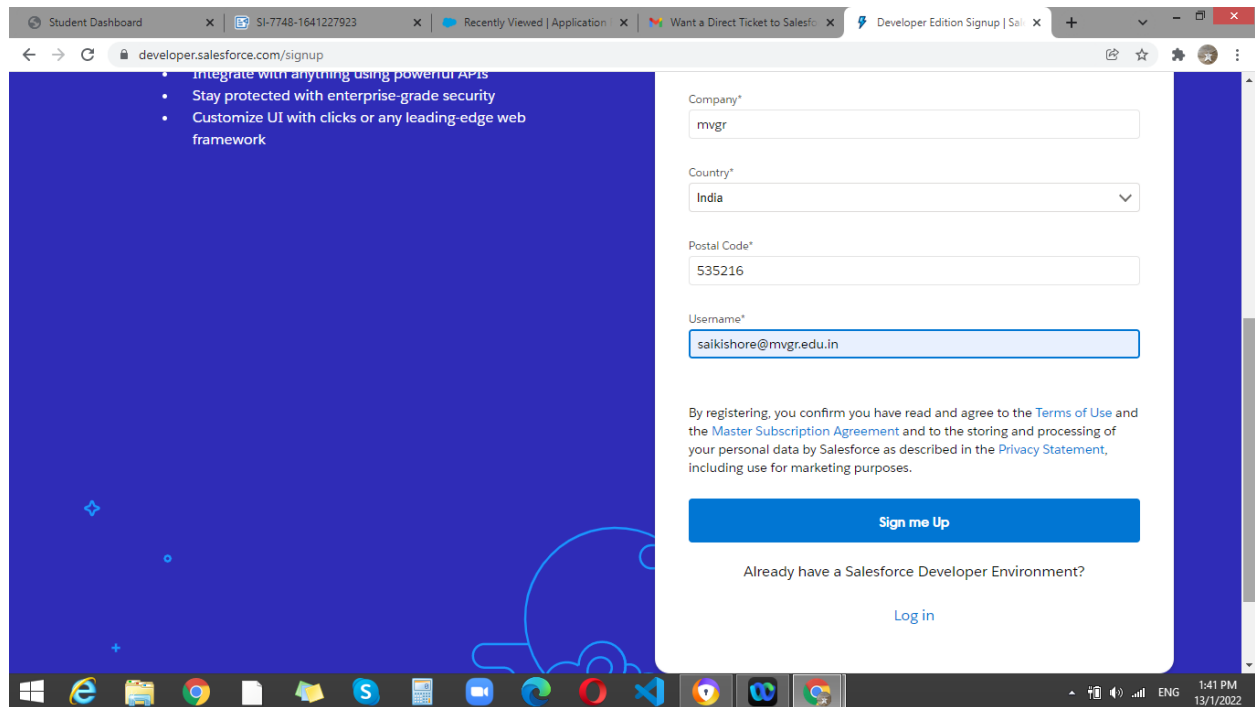 Student Dashboard
SI-7748-1641227923
Recently Viewed | Application
Want a Direct Ticket to Salesfo
Developer Edition Signup | Sal
developer.salesforce.com/signup
Integrate with anything using powerful APIs
Stay protected with enterprise-grade security
Customize UI with clicks or any leading-edge web
framework
Company*
mvgr
Country*
India
Postal Code*
535216
Username*
saikishore@mvgr.edu.in
By registering, you confirm you have read and agree to the Terms of Use and
the Master Subscription Agreement and to the storing and processing of
your personal data by Salesforce as described in the Privacy Statement,
including use for marketing purposes.
Sign me Up
Already have a Salesforce Developer Environment?
Log in
ENG
1:41 PM
13/1/2022